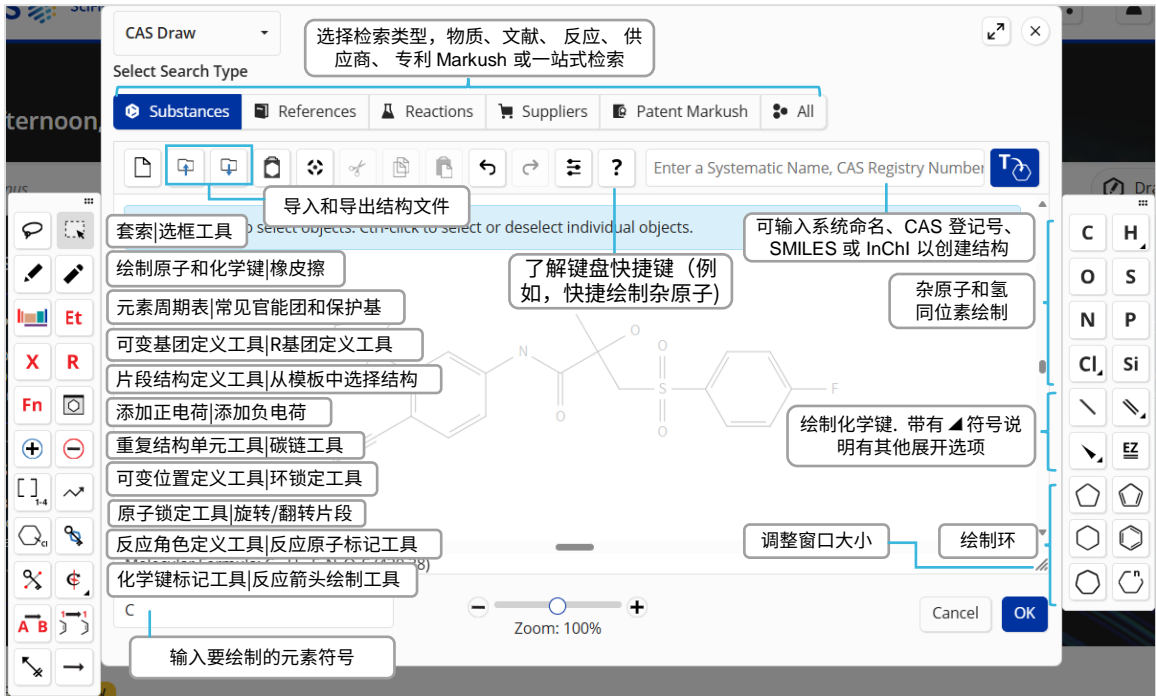 CAS Draw
选择检索类型，物质、文献、 反应、 供
应商、 专利 Markush 或一站式检索
Select Search Type
ternoon,
Substances
References
Reactions
Suppliers
Patent Markush
All
?
Enter a Systematic Name, CAS Registry Number
T
导入和导出结构文件
套索|选框工具
select objects. Ctrl-click to select or deselect individual objects.
可输入系统命名、CAS 登记号、
SMILES 或 InChI 以创建结构
绘制原子和化学键|橡皮擦
了解键盘快捷键（例
如，快捷绘制杂原子)
杂原子和氢
同位素绘制
元素周期表|常见官能团和保护基
可变基团定义工具|R基团定义工具
片段结构定义工具|从模板中选择结构
添加正电荷|添加负电荷
重复结构单元工具|碳链工具
可变位置定义工具|环锁定工具
原子锁定工具|旋转/翻转片段
反应角色定义工具|反应原子标记工具
化学键标记工具|反应箭头绘制工具
绘制化学键. 带有◢符号说
明有其他展开选项
调整窗口大小
绘制环
N
O
O
O
S
O
F
C
Zoom: 100%
Cancel
OK
输入要绘制的元素符号
Et
X
R
Fn
1-4
Cl
A B
1 1
C
H
O
S
N
P
Cl
Si
EZ
n